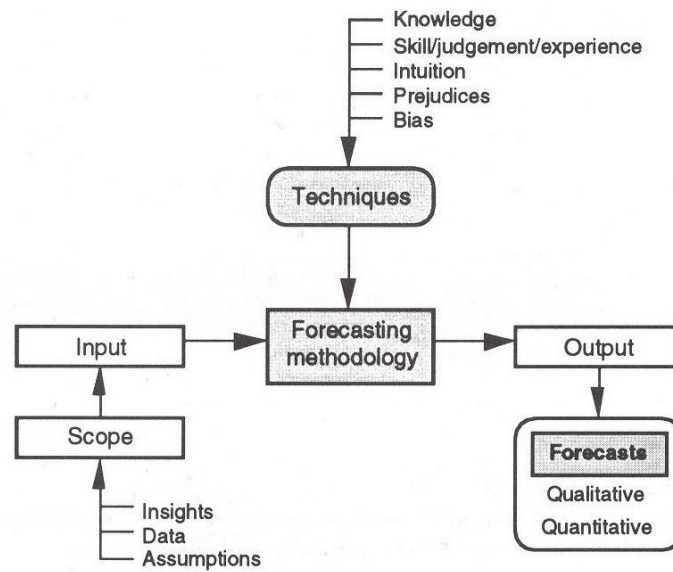 Knowledge
Skill/judgement/experience
Intuition
Prejudices
Bias
Techniques
Input
Forecasting
methodology
Output
Scope
Forecasts
Qualitative
Quantitative
Insights
Data
Assumptions